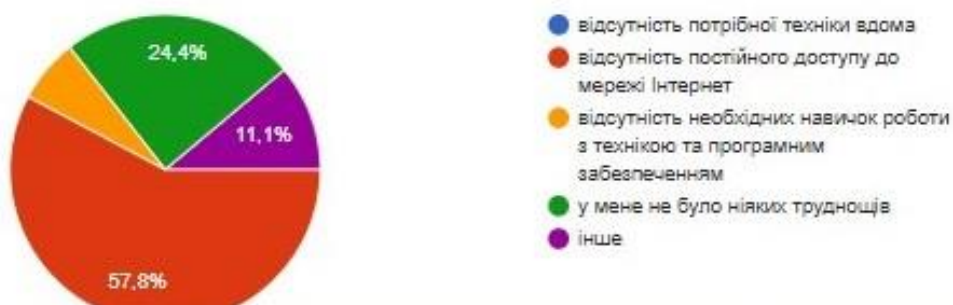 24,4%
11,1%
57,8%
відсутність потрібної техніки вдома
відсутність постійного доступу до
мережі Інтернет
відсутність необхідних навичок роботи
з технікою та програмним
забезпеченням
у мене не було ніяких труднощів
інше